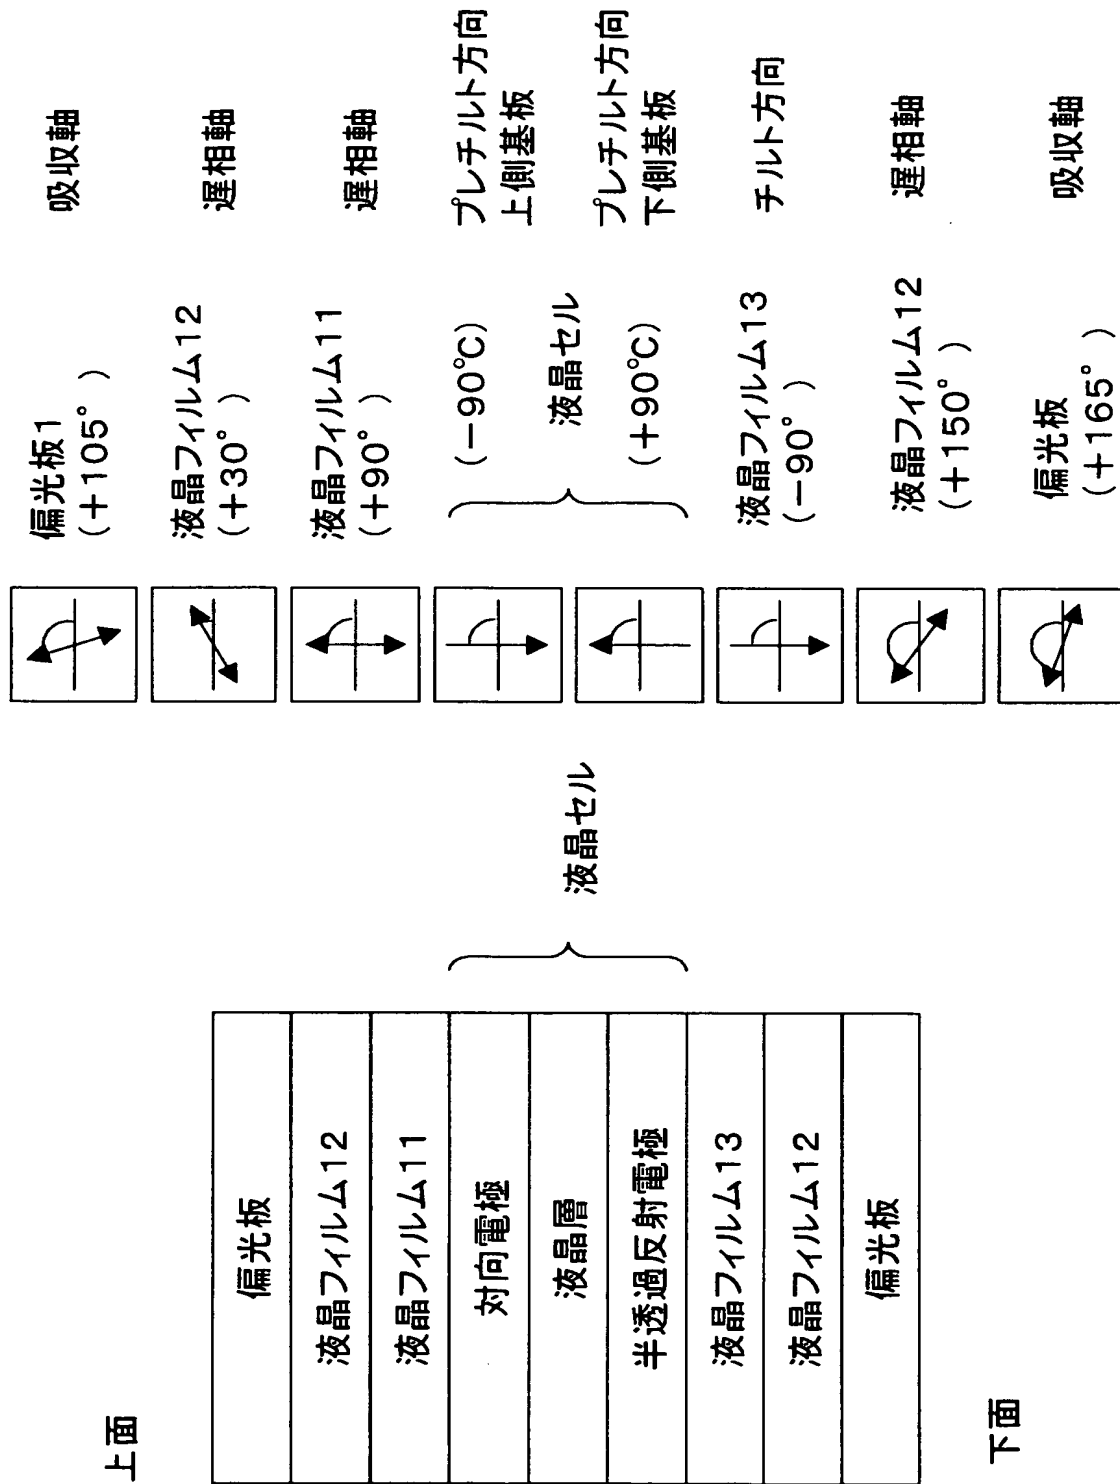 上面
偏光板
液晶フィルム12
液晶フィルム11
対向電極
液晶層
半透過反射電極
液晶フィルム13
液晶フィルム12
偏光板
下面
液晶セル
偏光板1
(+105°)
吸収軸
液晶フィルム12
(+30°)
遅相軸
液晶フィルム11
(+90°)
遅相軸
(-90℃)
プレチルト方向
上側基板
液晶セル
(+90℃)
プレチルト方向
下側基板
液晶フィルム13
(-90°)
チルト方向
液晶フィルム12
(+150°)
遅相軸
偏光板
(+165°)
吸収軸